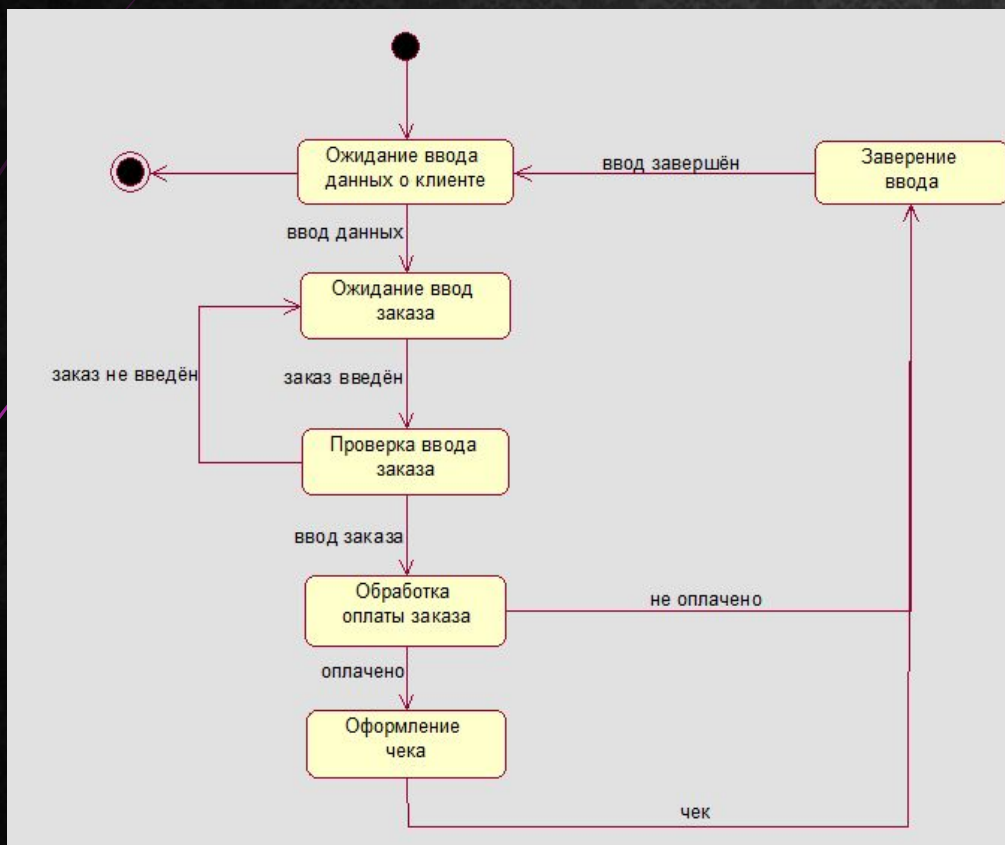 Ожидание ввода
данных о клиенте
ввод завершён
Заверение
ввода
ввод данных
Ожидание ввод
заказа
заказ не введён
заказ введён
Проверка ввода
заказа
ввод заказа
Обработка
оплаты заказа
не оплачено
оплачено
Оформление
чека
чек